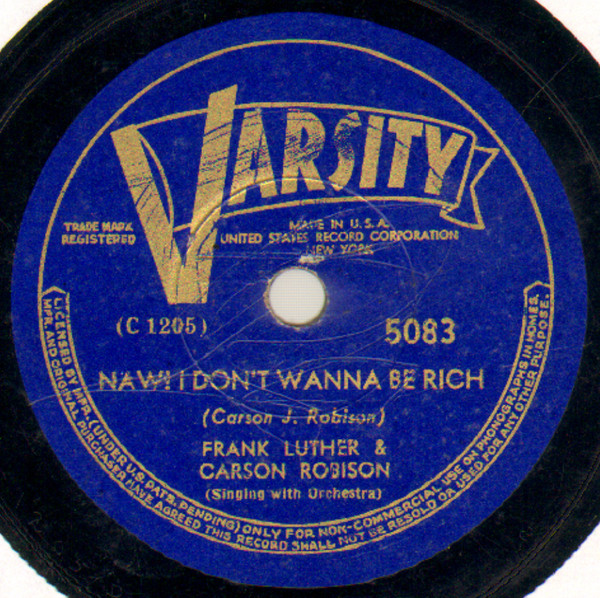 VARSITY
TRADE MARK
REGISTERED
MADE IN U.S.A.
UNITED STATES RECORD CORPORATION
NEW YORK
(C 1205)
5083
NAW! I DON'T WANNA BE RICH
(Carson J. Robison)
FRANK LUTHER &
CARSON ROBISON
(Singing with Orchestra)
(LICENSED BY MFR. (UNDER U.S. PATS. PENDING) ONLY FOR NON-COMMERCIAL USE ON PHONOGRAPHS IN HOMES.
MFR. AND ORIGINAL PURCHASER HAVE AGREED THIS RECORD SHALL NOT BE RESOLD OR USED FOR ANY OTHER PURPOSE.